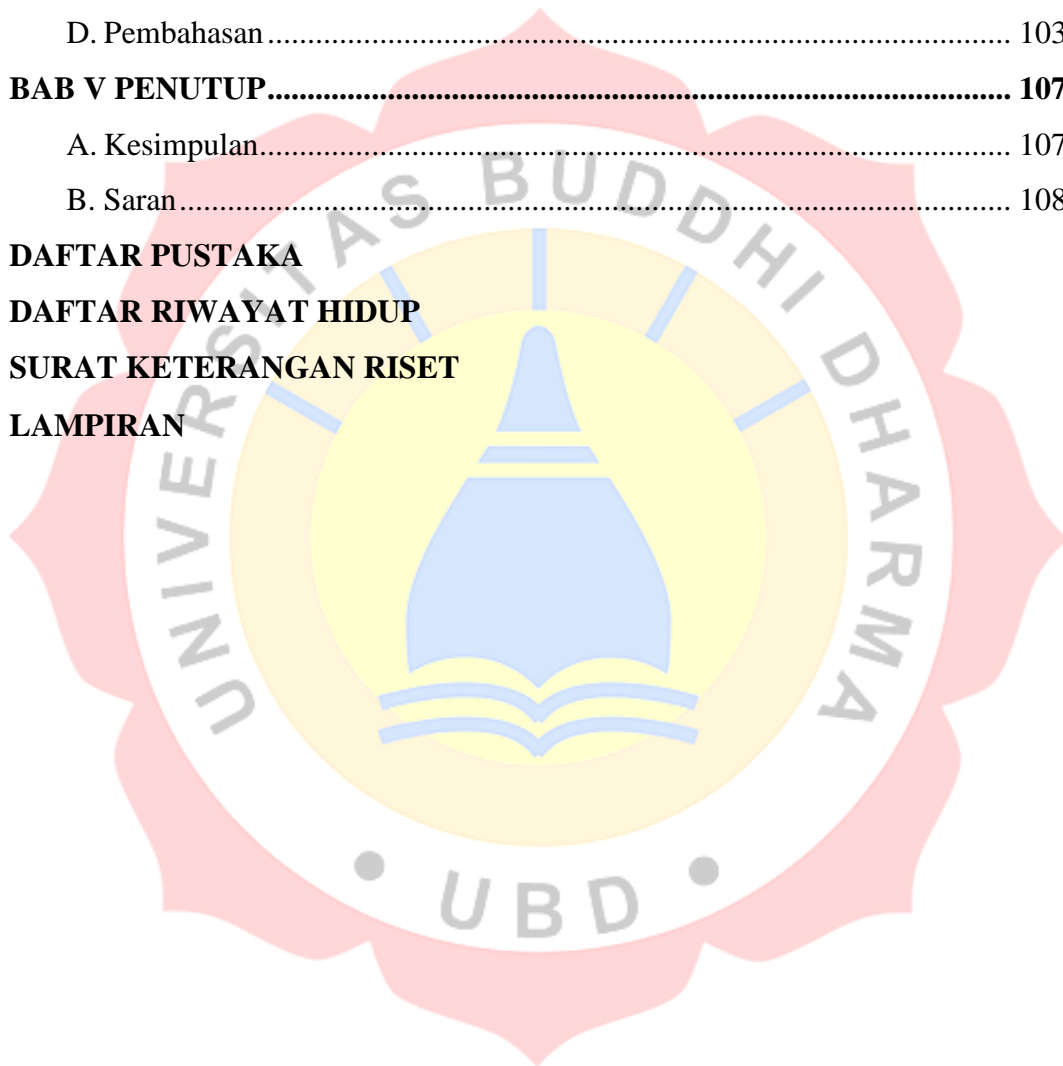 D. Pembahasan ........................................................................................ 103
BAB V PENUTUP........................................................................................ 107
A. Kesimpulan........................................................................................ 107
B. Saran........................................................................................ 108
DAFTAR PUSTAKA
DAFTAR RIWAYAT HIDUP
SURAT KETERANGAN RISET
LAMPIRAN
UNIVERSITAS BUDDHI DHARMA
• UBD •